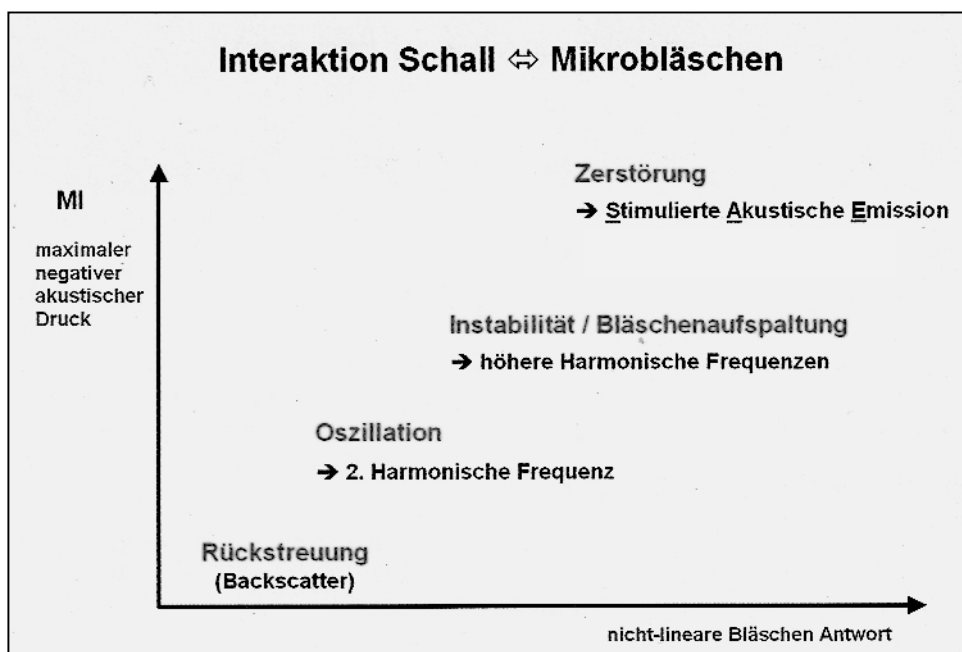 Interaktion Schall ⇔ Mikrobläschen
Zerstörung
➔ Stimulierte Akustische Emission
MI
maximaler
negativer
akustischer
Druck
Instabilität / Bläschenaufspaltung
➔ höhere Harmonische Frequenzen
Oszillation
➔ 2. Harmonische Frequenz
Rückstreuung
(Backscatter)
nicht-lineare Bläschen Antwort